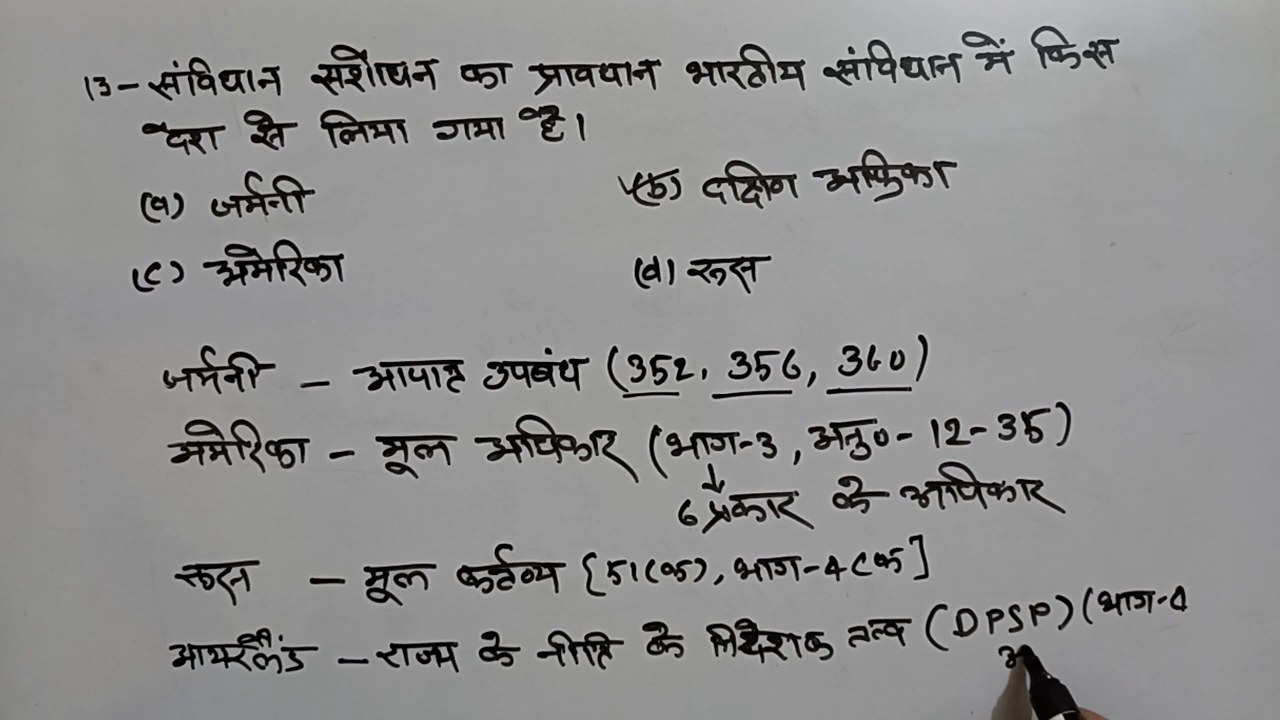 13- संविधान संशोधन का प्रावधान भारतीय संविधान में किस
देश से लिया गया है।
(a) जर्मनी
(b) दक्षिण अफ्रिका
(c) अमेरिका
(d) रूस
जर्मनी - आपात उपबंध (352, 356, 360)
अमेरिका - मूल अधिकार (भाग-3, अनु०-12-35)
6 प्रकार के अधिकार
रूस - मूल कर्तव्य [51(क), भाग-4(क]
आयरलैंड - राज्य के नीति के निदेशक तत्व (DPSP) (भाग-4
अ